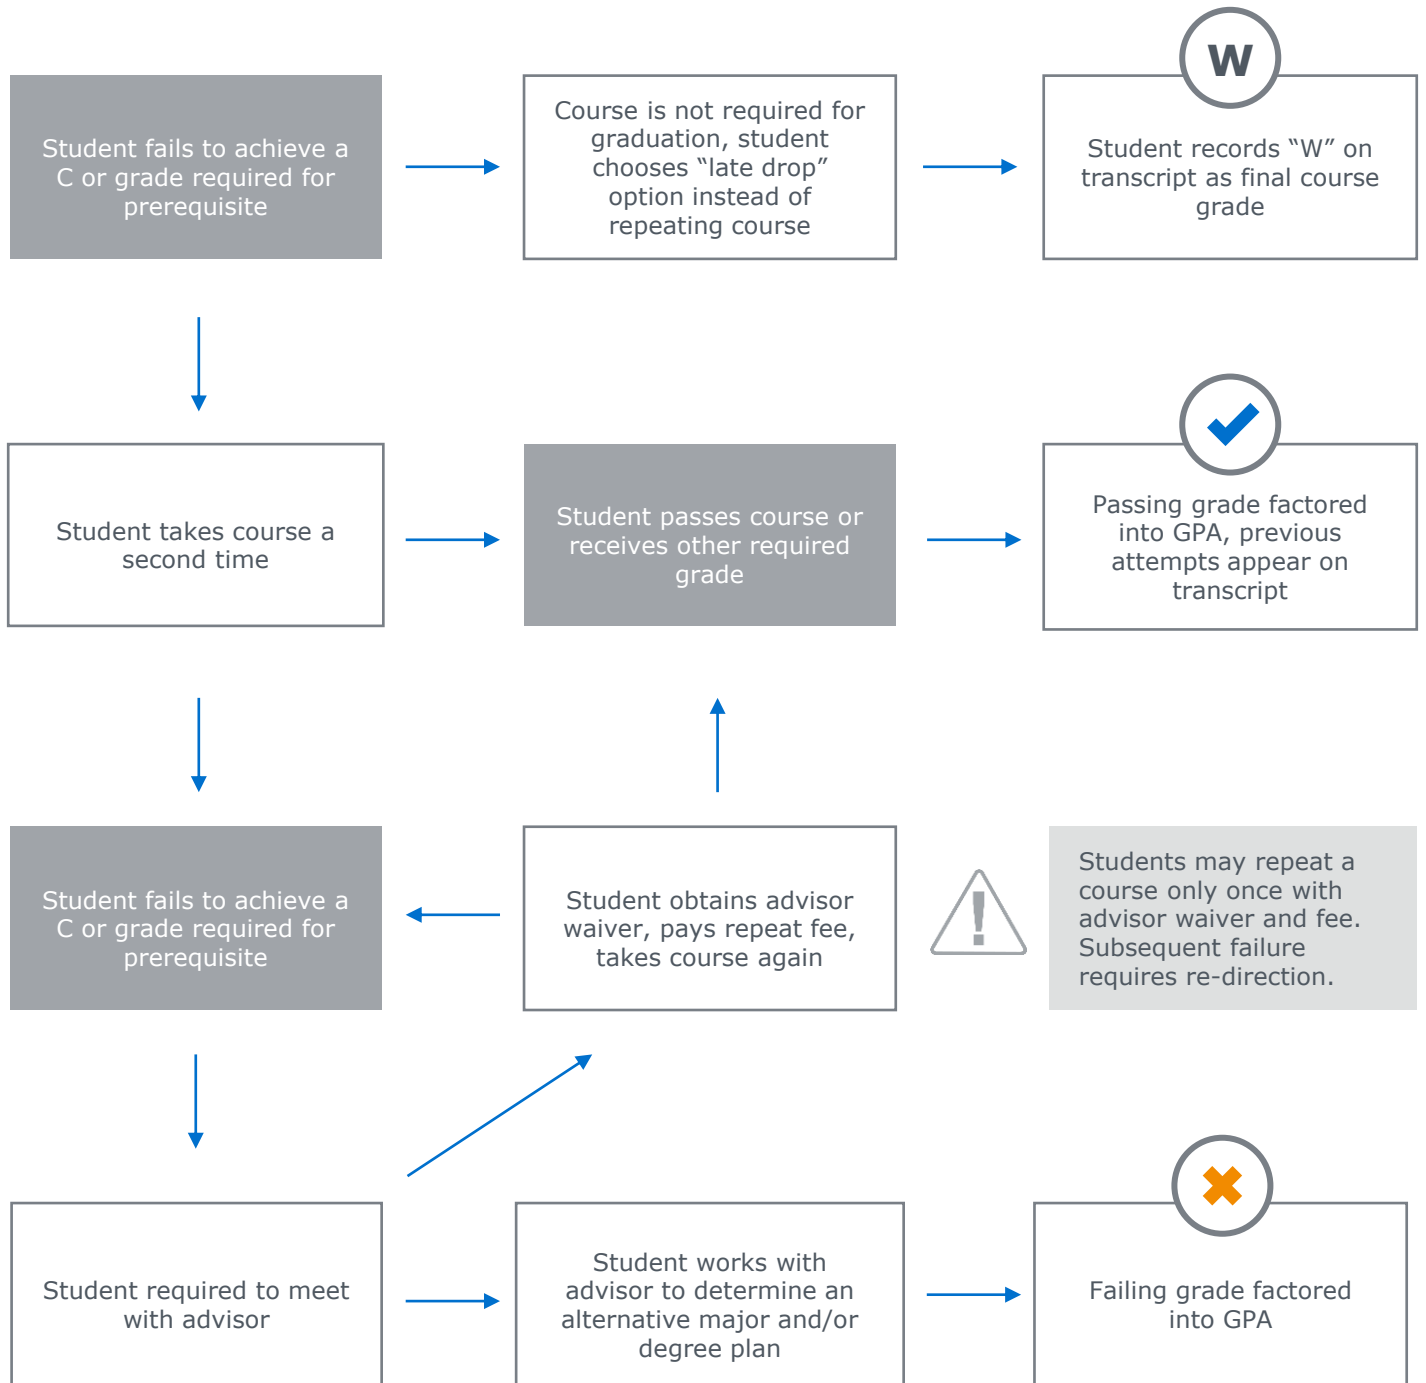 W
Student fails to achieve a
C or grade required for
prerequisite
Course is not required for
graduation, student
chooses “late drop”
option instead of
repeating course
Student records “W” on
transcript as final course
grade
Student takes course a
second time
Student passes course or
receives other required
grade
Passing grade factored
into GPA, previous
attempts appear on
transcript
Student fails to achieve a
C or grade required for
prerequisite
Student obtains advisor
waiver, pays repeat fee,
takes course again
Students may repeat a
course only once with
advisor waiver and fee.
Subsequent failure
requires re-direction.
Student required to meet
with advisor
Student works with
advisor to determine an
alternative major and/or
degree plan
Failing grade factored
into GPA